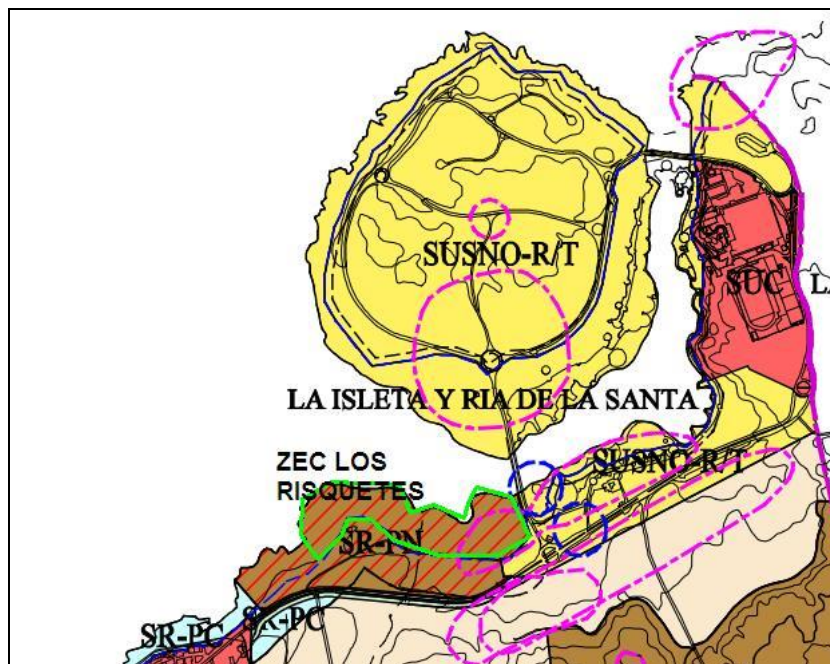 SUSNO-R/T
SUC
LA ISLETA Y RIA DE LA SANTA
SUSNO-R/T
ZEC LOS
RISQUETES
SR-PN
SR-PC
SR-PC